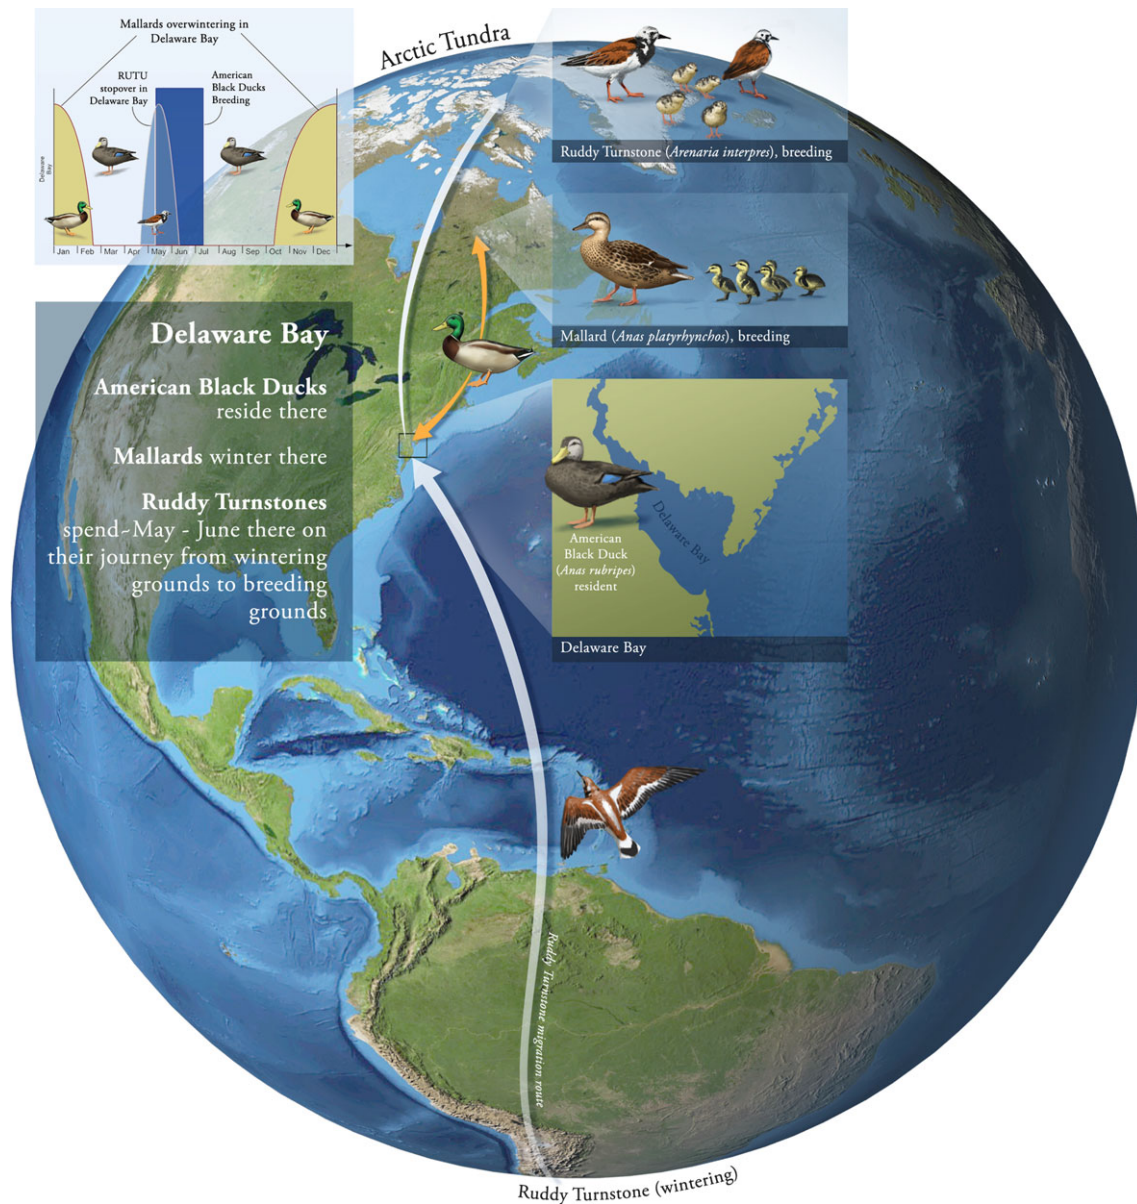 Mallards overwintering in
Delaware Bay
RUTU
stopover in
Delaware Bay
American
Black Ducks
Breeding
Delaware
Bay
Jan Feb Mar Apr May Jun Jul Aug Sep Oct Nov Dec
Arctic Tundra
Ruddy Turnstone (Arenaria interpres), breeding
Mallard (Anas platyrhynchos), breeding
Delaware Bay
American Black Ducks
reside there
Mallards winter there
Ruddy Turnstones
spend~May - June there on
their journey from wintering
grounds to breeding
grounds
Delaware Bay
American
Black Duck
(Anas rubripes)
resident
Delaware Bay
Ruddy Turnstone migration route
Ruddy Turnstone (wintering)